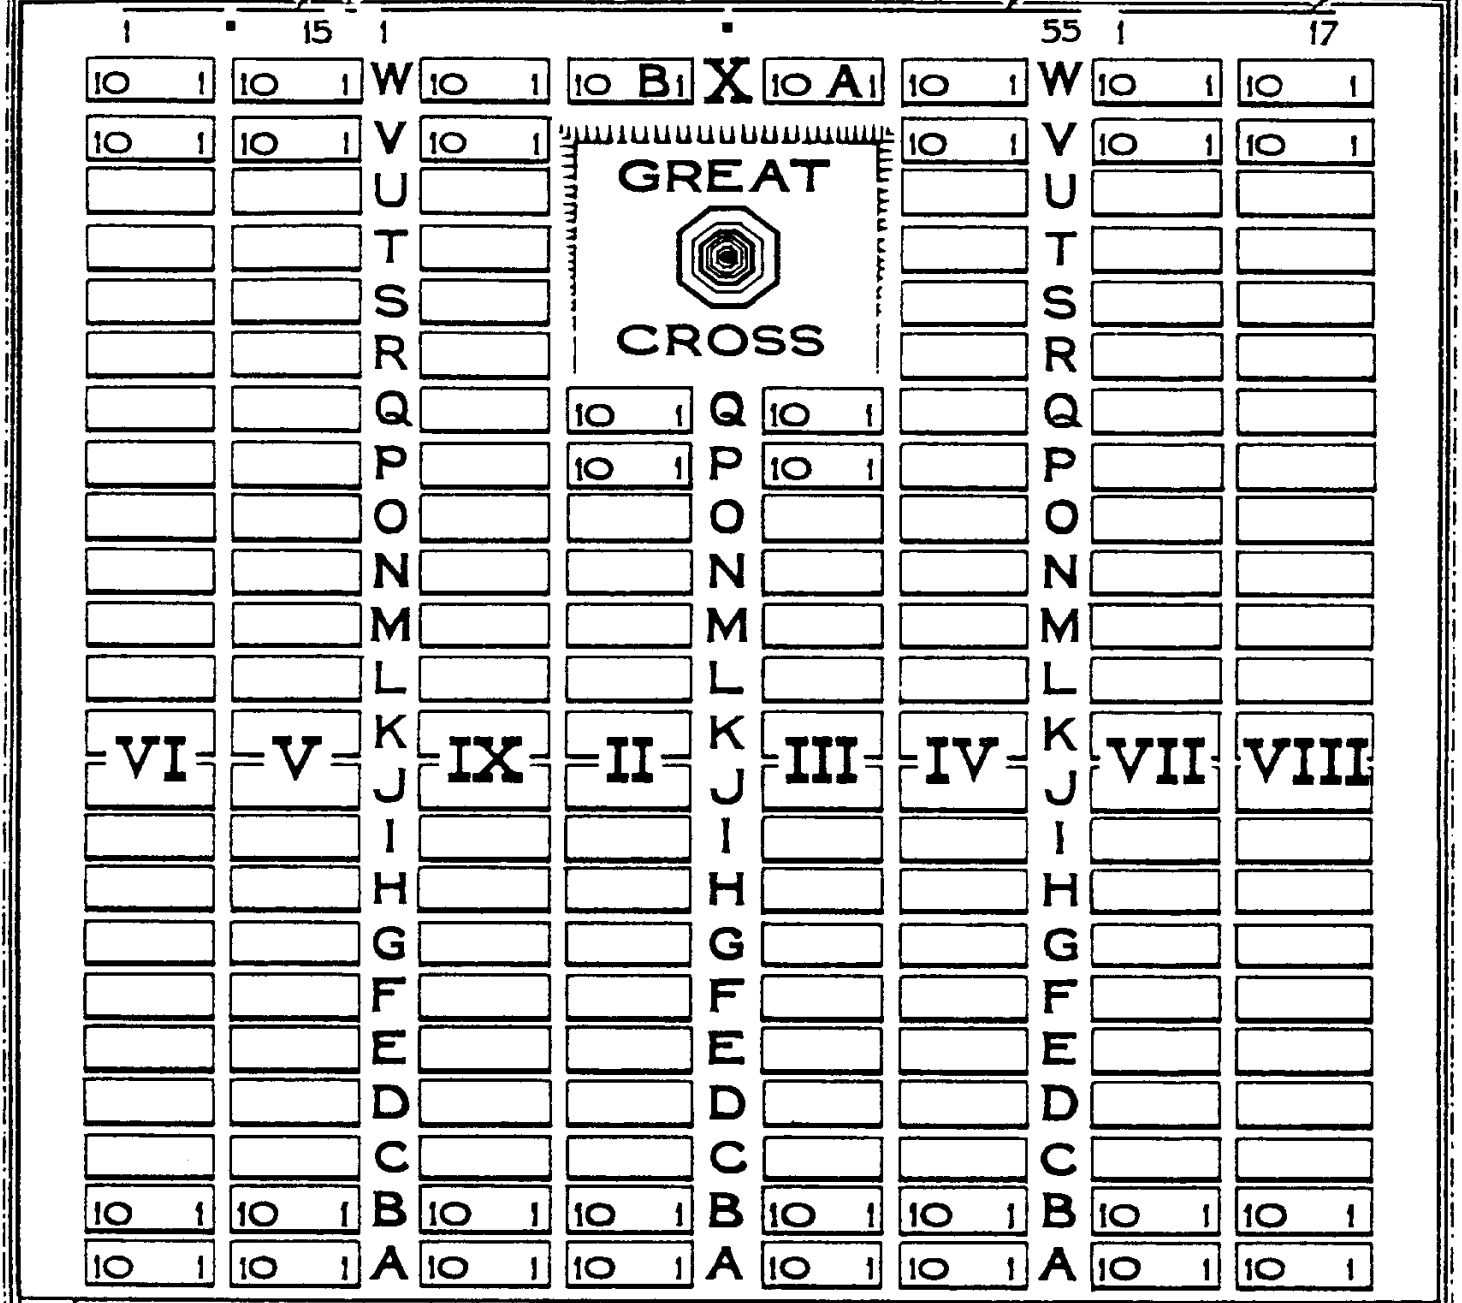 1 ▪ 15 1 ▪ 55 1 17
10 1 10 1 W 10 1 10 B 1 X 10 A 1 10 1 W 10 1 10 1
10 1 10 1 V 10 1 10 1 V 10 1 10 1
GREAT
U U
T T
S S
CROSS
R R
Q 10 1 Q 10 1 Q
P 10 1 P 10 1 P
O O O
N N N
M M M
L L L
K K K
VI V IX II III IV VII VIII
J J J
I I I
H H H
G G G
F F F
E E E
D D D
C C C
10 1 10 1 B 10 1 10 1 B 10 1 10 1 B 10 1 10 1
10 1 10 1 A 10 1 10 1 A 10 1 10 1 A 10 1 10 1